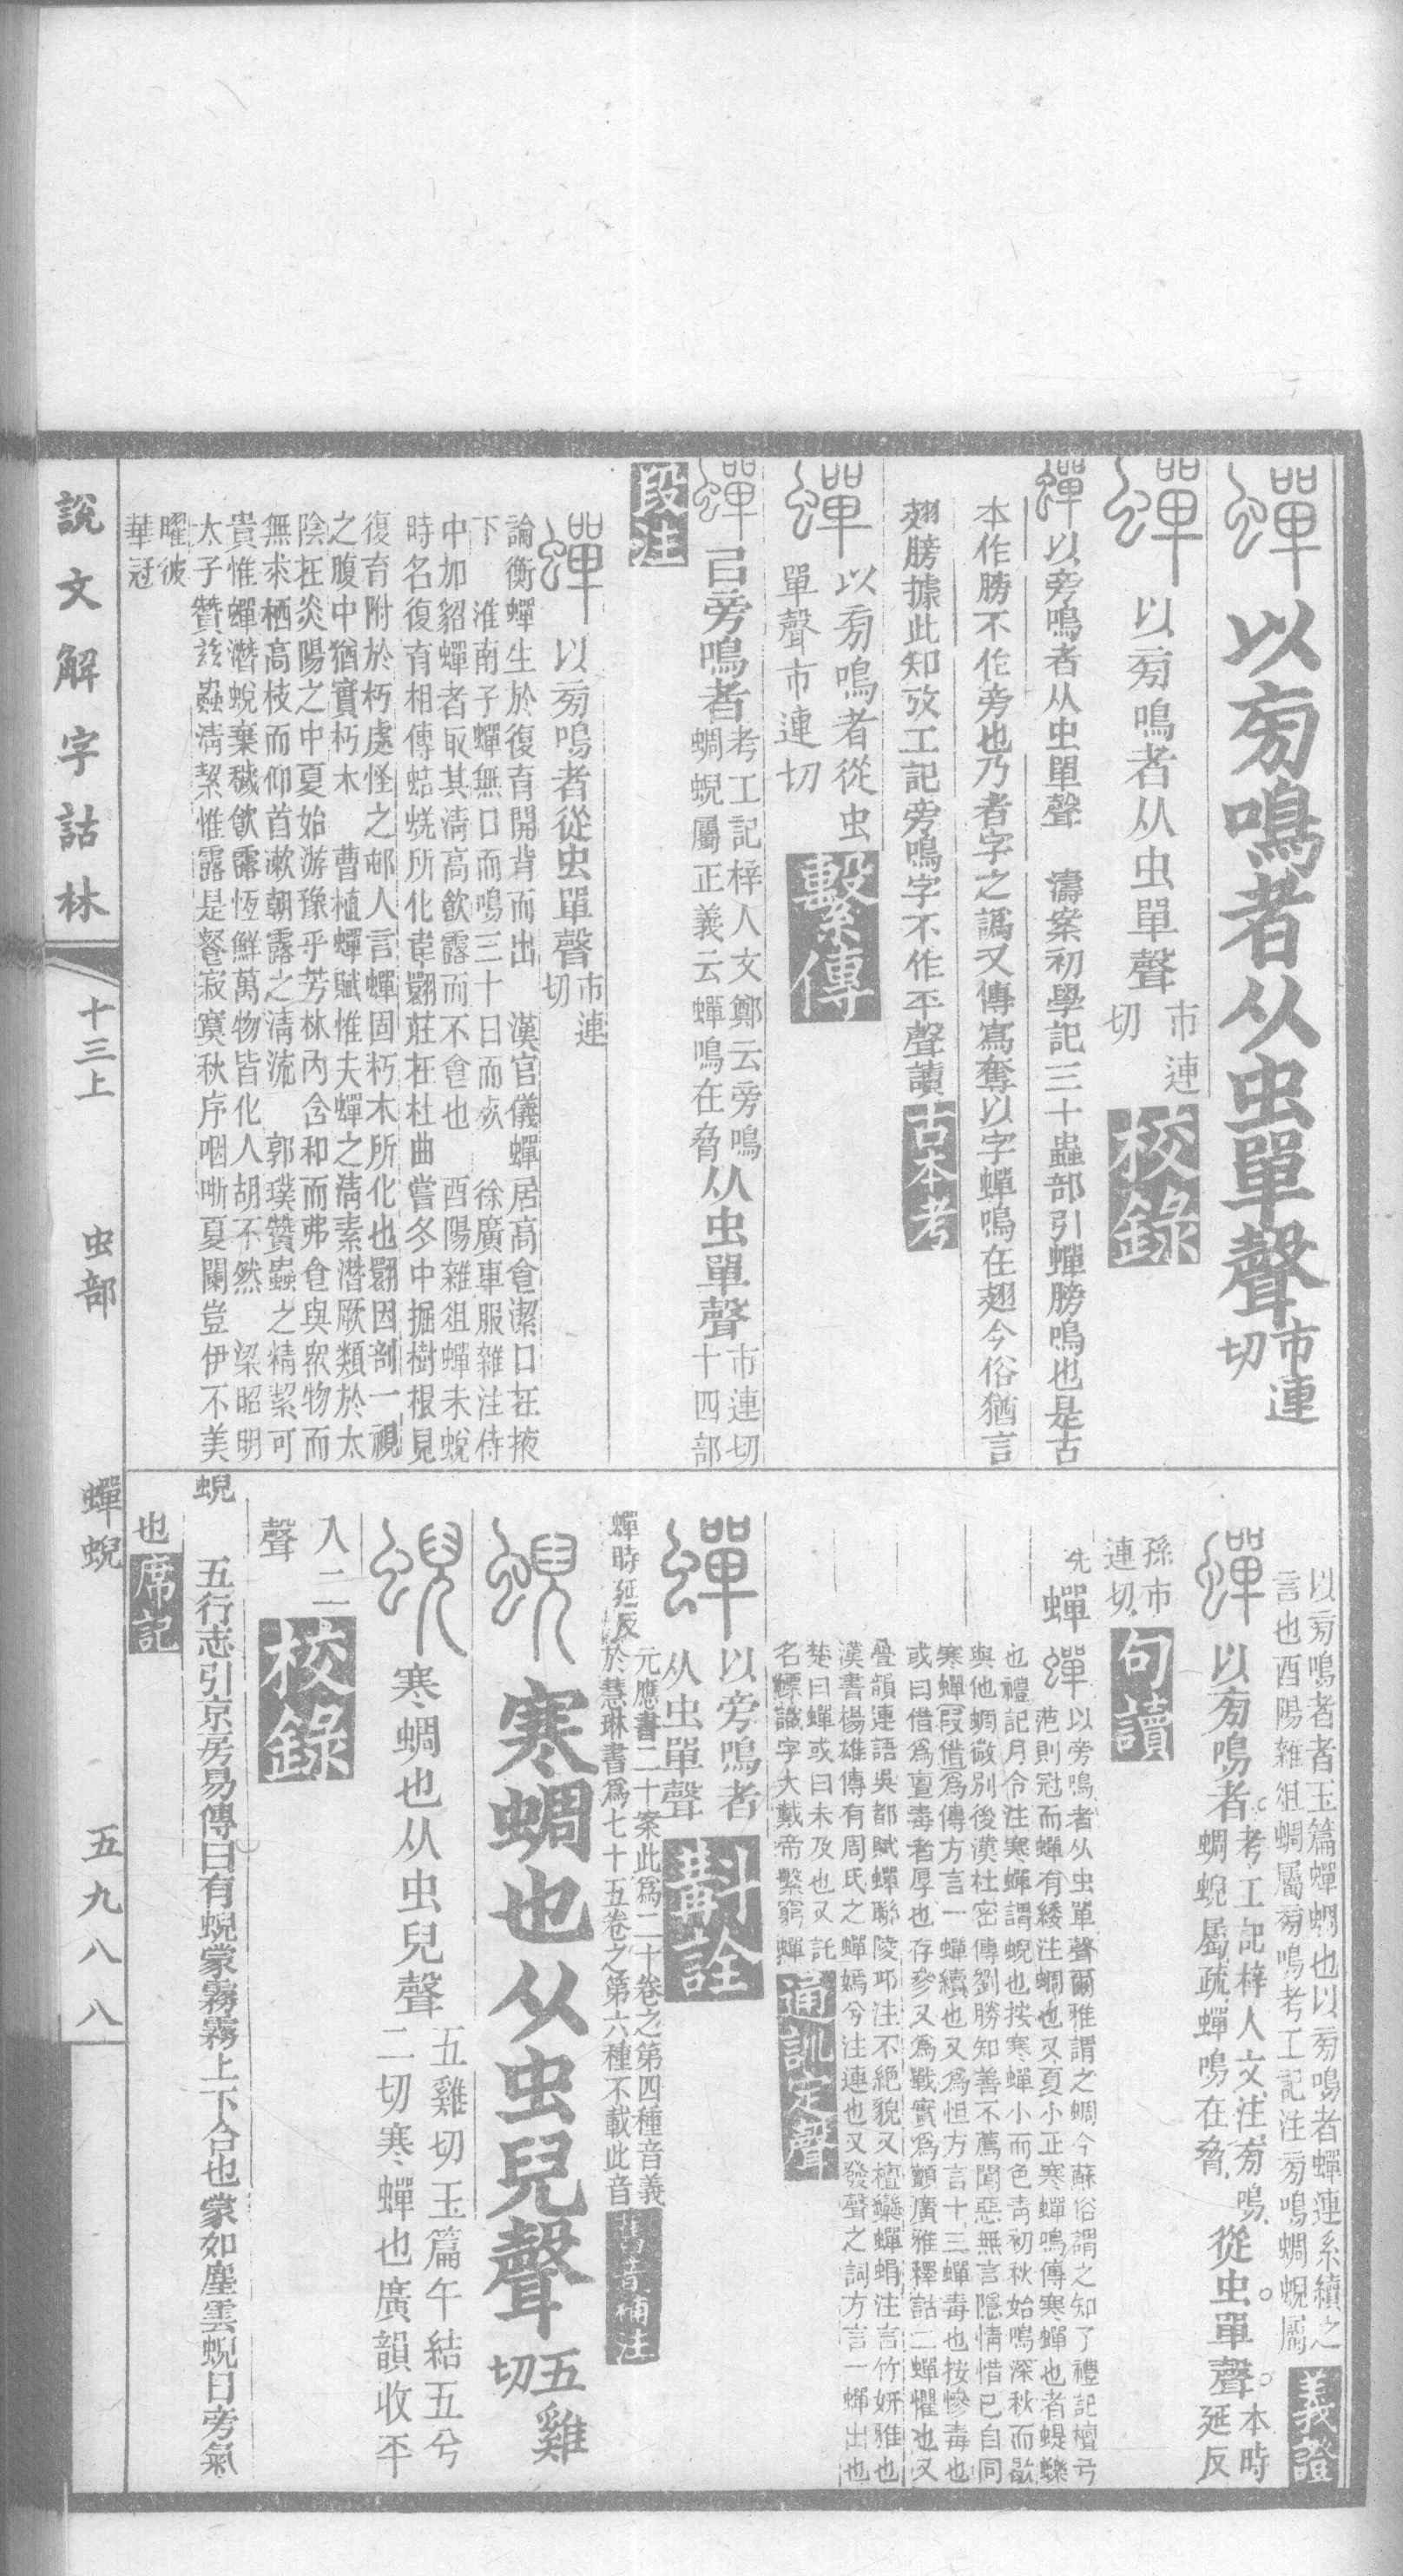 蟬 以㫄鳴者从虫單聲 市連切
蟬 以㫄鳴者从虫單聲 市連切 校錄
蟬以旁鳴者从虫單聲 濤案初學記三十蟲部引蟬膀鳴也是古
本作膀不作旁也乃者字之譌又傳寫奪以字蟬鳴在翅今俗猶言
翅膀據此知攷工記旁鳴字不作平聲讀 古本考
蟬 以㫄鳴者從虫
單聲市連切 繫傳
蟬㠯旁鳴者 考工記梓人文鄭云旁鳴
蜩蜺屬正義云蟬鳴在脅 从虫單聲 市連切
十四部
段注
蟬 以㫄鳴者從虫單聲 市連切
論衡蟬生於復育開背而出 漢官儀蟬居高食潔口在掖
下 淮南子蟬無口而鳴三十日而死 徐廣車服雜注侍
中加貂蟬者取其淸高飮露而不食也 酉陽雜俎蟬未蛻
時名復育相傳蛣蜣所化韋翾莊在杜曲嘗冬中掘樹根見
復育附於朽處怪之邨人言蟬固朽木所化也翾因剖一視
之腹中猶實朽木 曹植蟬賦惟夫蟬之淸素潛厥類於太
陰在炎陽之中夏始游豫乎芳林內含和而弗食與眾物而
無求栖高枝而仰首漱朝露之淸流 郭璞贊蟲之精絜可
貴惟蟬潛蛻棄穢飮露恆鮮萬物皆化人胡不然 梁昭明
太子贊茲蟲淸絜惟露是餐寂寞秋序咽嘶夏闌豈伊不美
曜彼
華冠
以㫄鳴者者玉篇蟬蜩也以㫄鳴者蟬連系續之
言也酉陽雜俎蜩屬㫄鳴考工記注㫄鳴蜩蜺屬 義證
蟬 以㫄鳴者 考工記梓人文注㫄鳴
蜩蜺屬疏蟬鳴在脅 從虫單聲 本時延反
孫市
連切 句讀
先 蟬
蟬 以旁鳴者从虫單聲爾雅謂之蜩今蘇俗謂之知了禮記檀弓
范則冠而蟬有緌注蜩也又夏小正寒蟬鳴傳寒蟬也者蝭蠑
也禮記月令注寒蟬謂蜺也按寒蟬小而色靑初秋始鳴深秋而歇
與他蜩微別後漢杜密傳劉勝知善不薦聞惡無言隱情惜己自同
寒蟬叚借爲傳方言一蟬續也又爲怛方言十三蟬毒也按慘毒也
或曰借爲亶毒者厚也存參又爲戰實爲顫廣雅釋詁二蟬懼也又
疊韻連語吳都賦蟬聯陵邱注不絕貌又檀欒蟬蜎注言竹姸雅也
漢書楊雄傳有周氏之蟬嫣兮注連也又發聲之詞方言一蟬出也
楚曰蟬或曰未及也又託
名幖識字大戴帝繫窮蟬 通訓定聲
蟬 以旁鳴者
从虫單聲 斠詮
元應書二十案此爲二十卷之第四種音義
蟬時延反 於慧琳書爲七十五卷之第六種不載此音 舊音補注
蜺 寒蜩也从虫兒聲 五雞切
蜺 寒蜩也从虫兒聲 五雞切玉篇午結五兮
二切寒蟬也廣韻收平
入二
聲 校錄
蜺 五行志引京房易傳曰有蜺蒙霧霧上下合也蒙如塵雲蜺日旁氣
也 席記
說文解字詁林 十三上 虫部 蟬蜺 五九八八